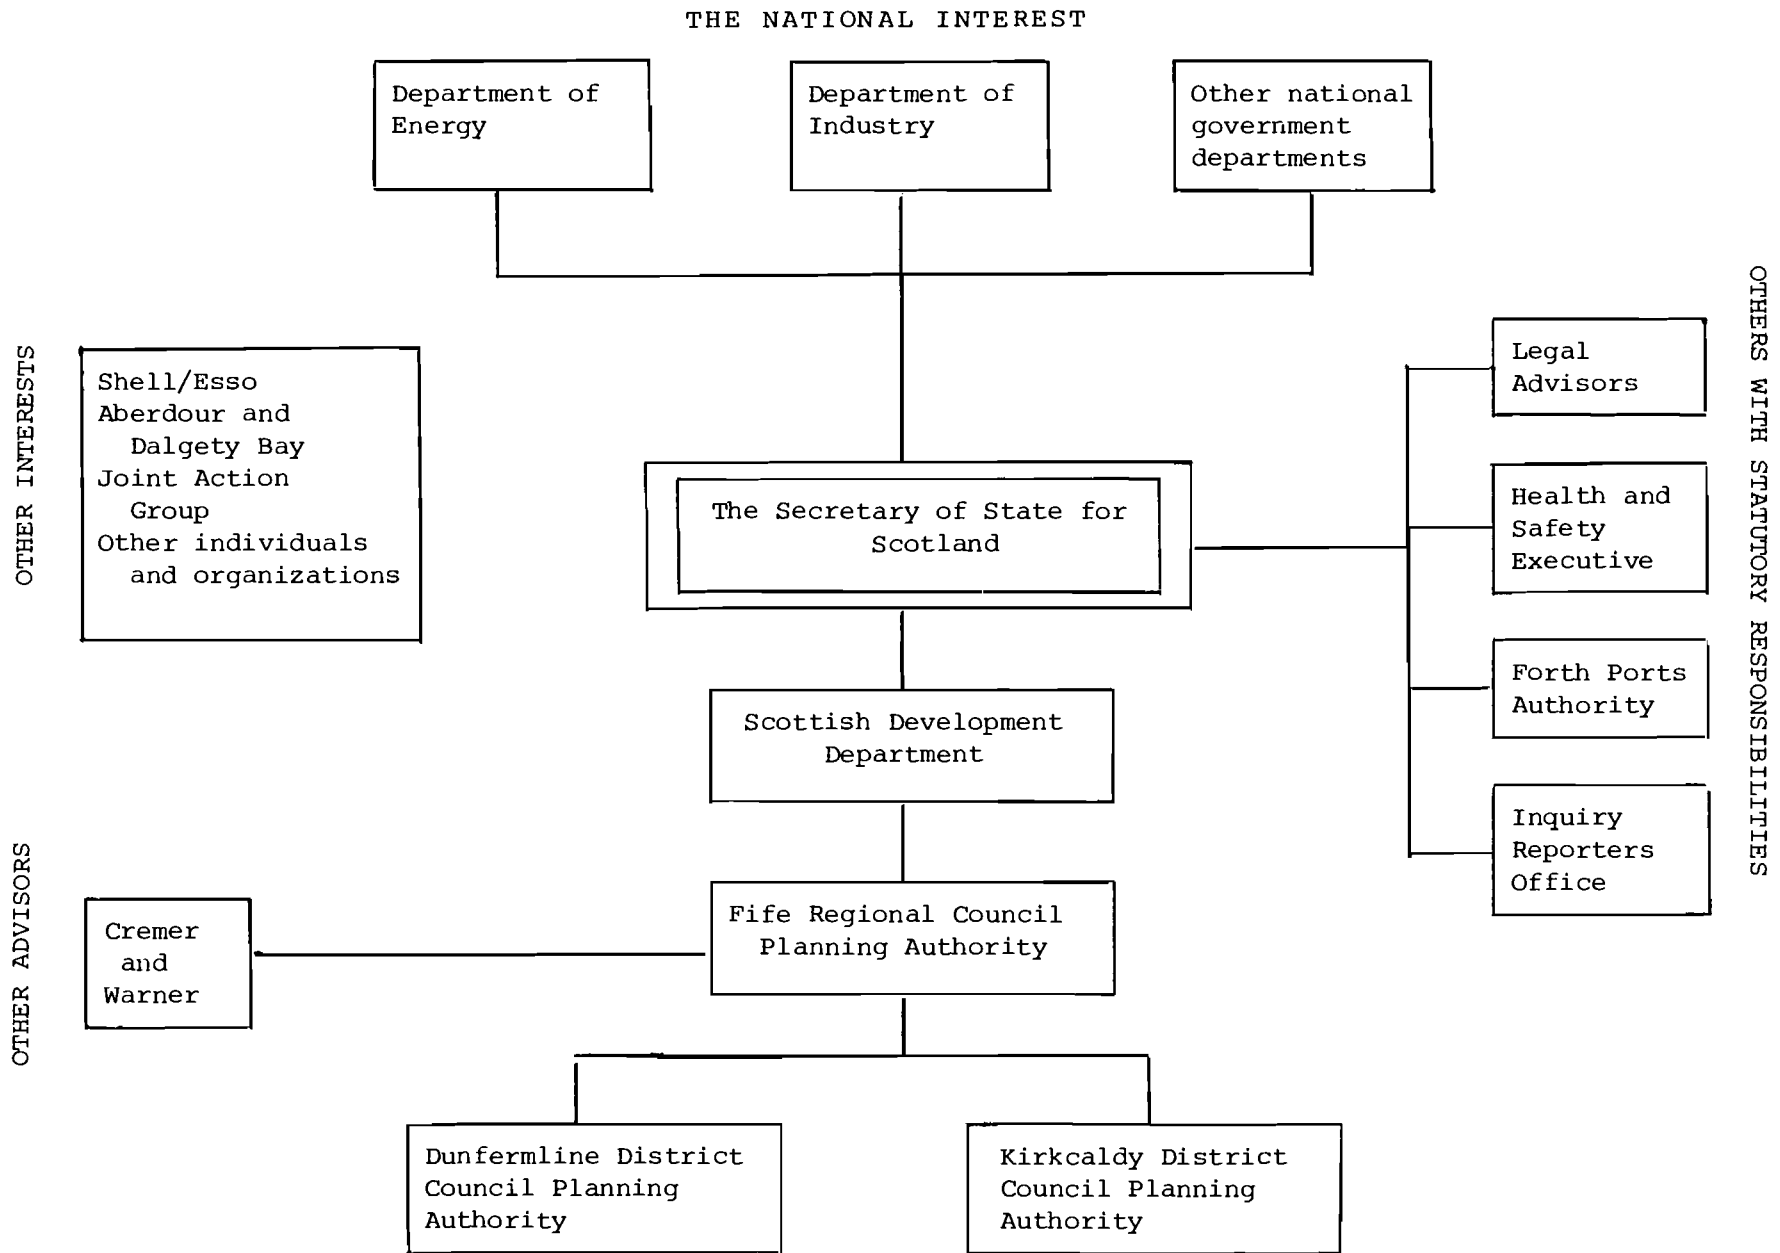 THE NATIONAL INTEREST
Department of
Energy
Department of
Industry
Other national
government
departments
OTHER INTERESTS
Shell/Esso
Aberdour and
Dalgety Bay
Joint Action
Group
Other individuals
and organizations
The Secretary of State for
Scotland
OTHERS WITH STATUTORY RESPONSIBILITIES
Legal
Advisors
Health and
Safety
Executive
Forth Ports
Authority
Inquiry
Reporters
Office
Scottish Development
Department
OTHER ADVISORS
Cremer
and
Warner
Fife Regional Council
Planning Authority
Dunfermline District
Council Planning
Authority
Kirkcaldy District
Council Planning
Authority